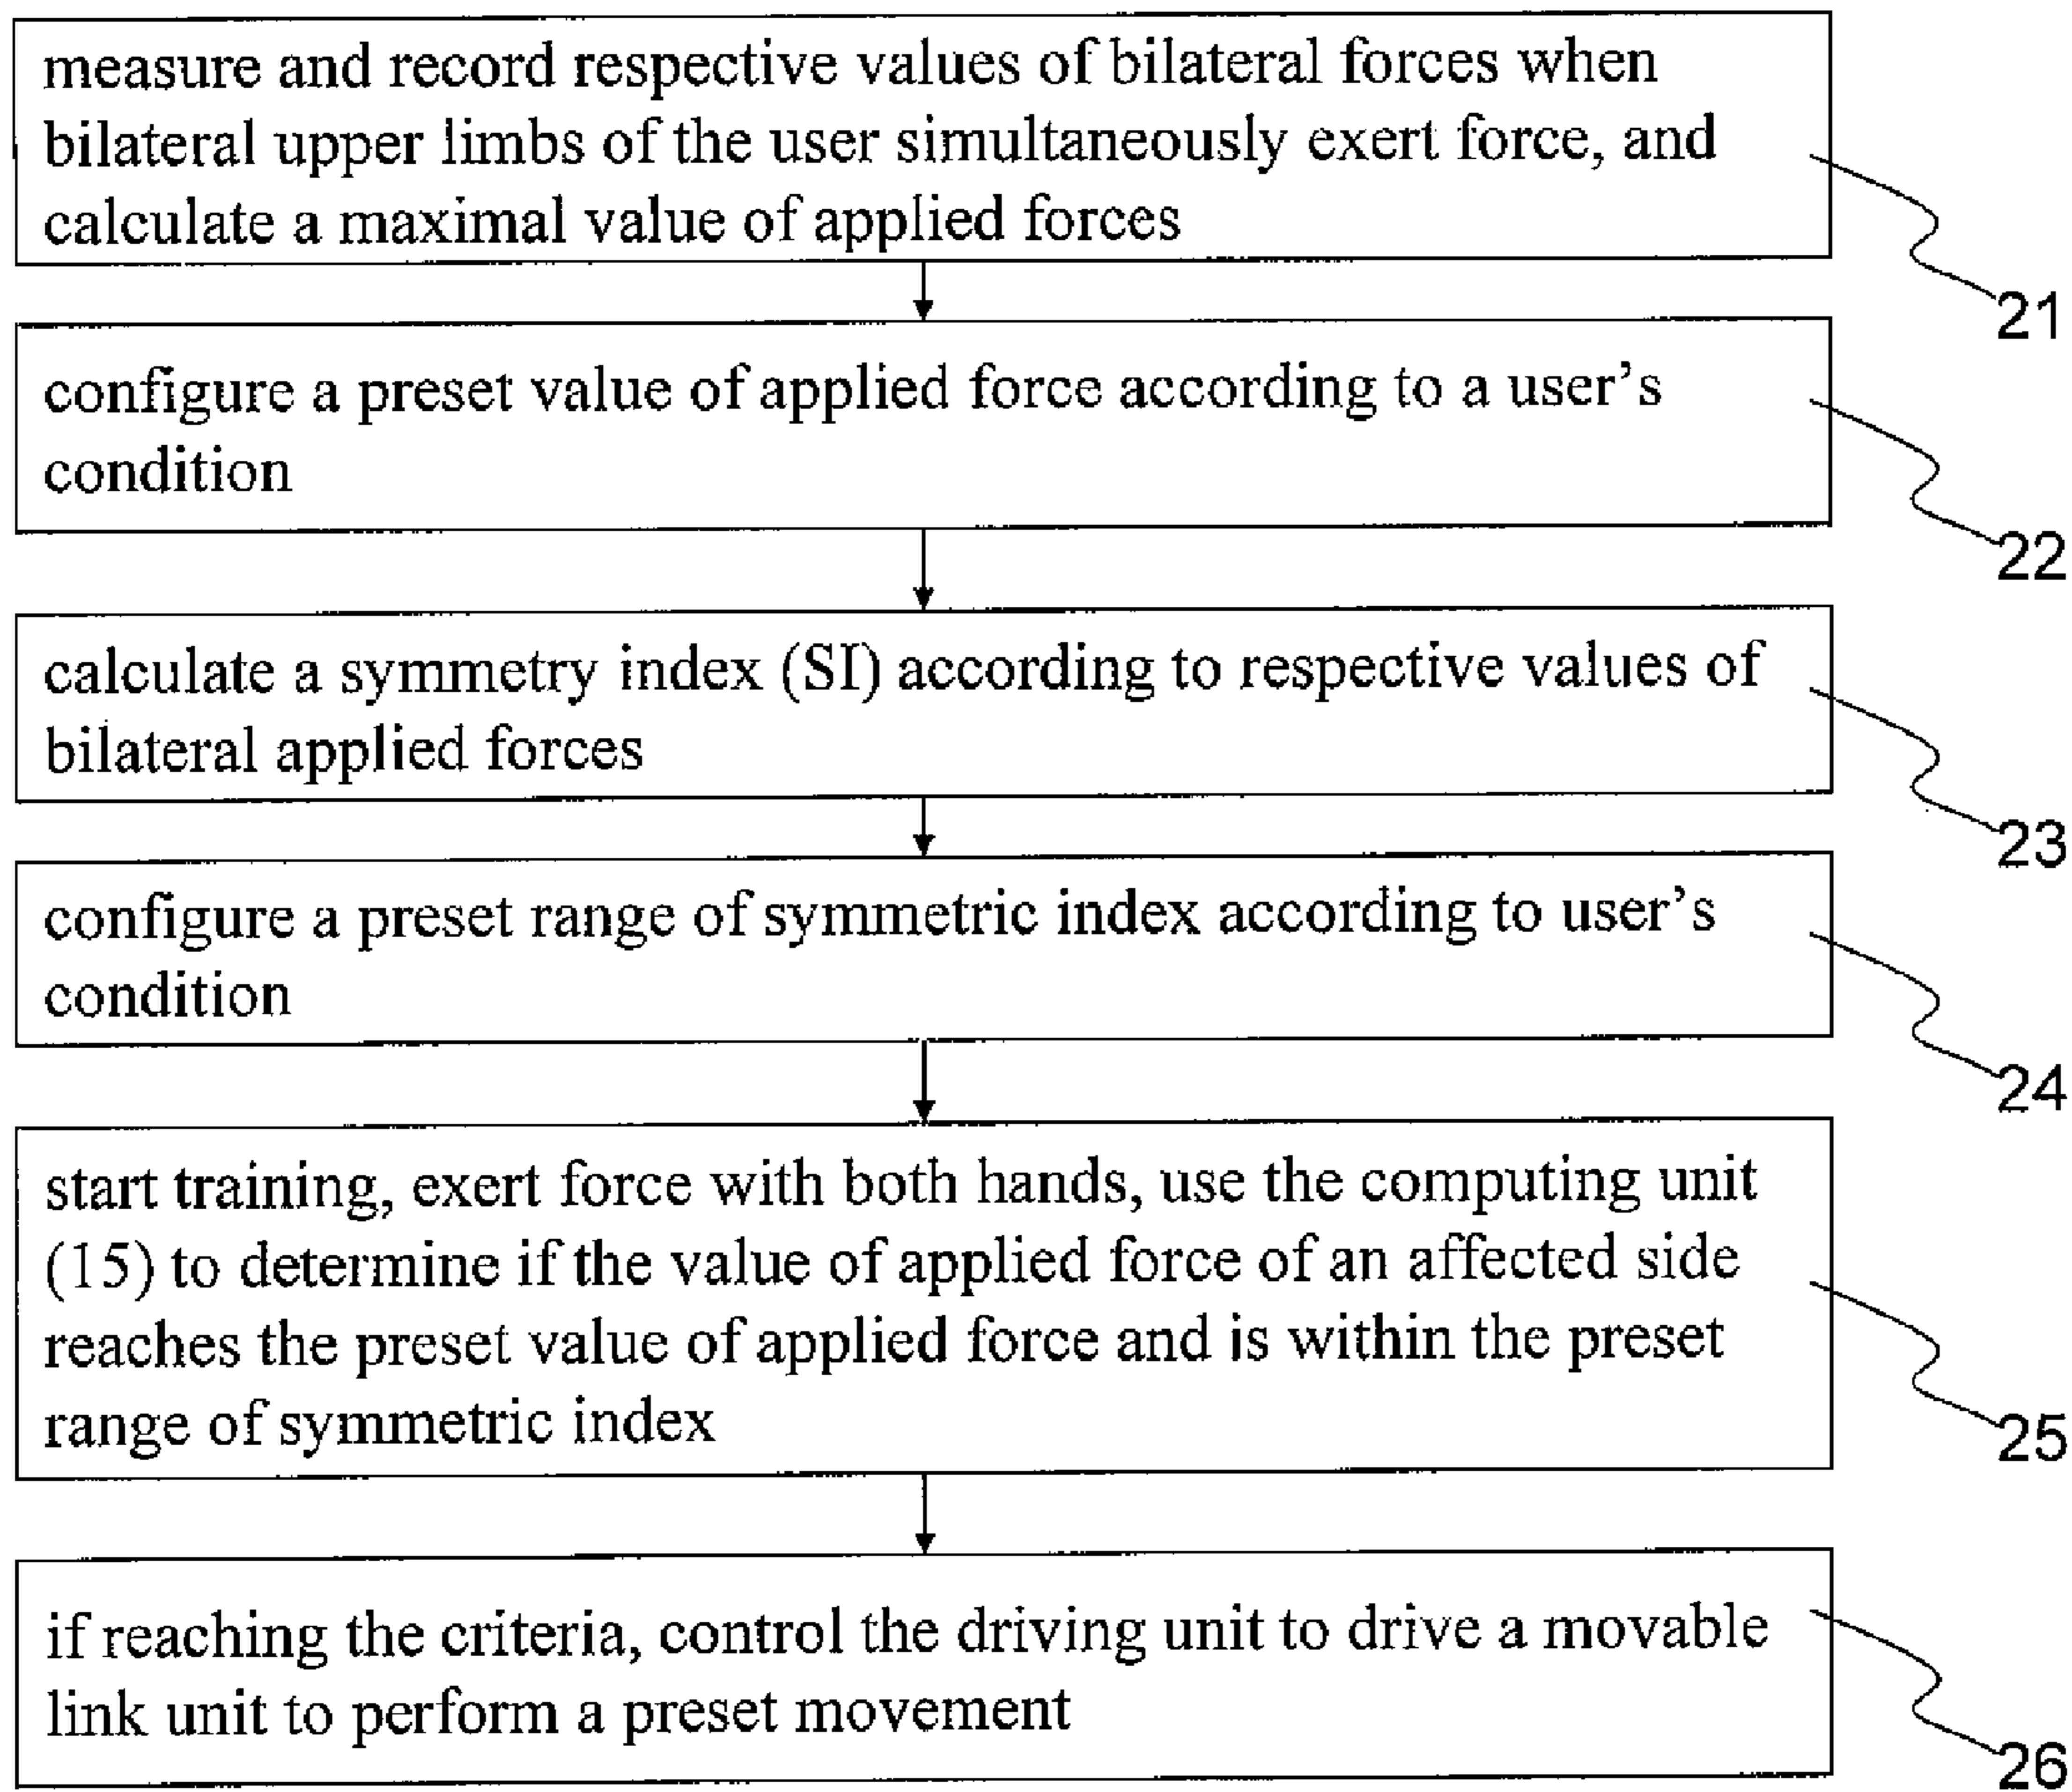 measure and record respective values of bilateral forces when
bilateral upper limbs of the user simultaneously exert force, and
calculate a maximal value of applied forces
21
configure a preset value of applied force according to a user's
condition
22
calculate a symmetry index (SI) according to respective values of
bilateral applied forces
23
configure a preset range of symmetric index according to user's
condition
24
start training, exert force with both hands, use the computing unit
(15) to determine if the value of applied force of an affected side
reaches the preset value of applied force and is within the preset
range of symmetric index
25
if reaching the criteria, control the driving unit to drive a movable
link unit to perform a preset movement
26